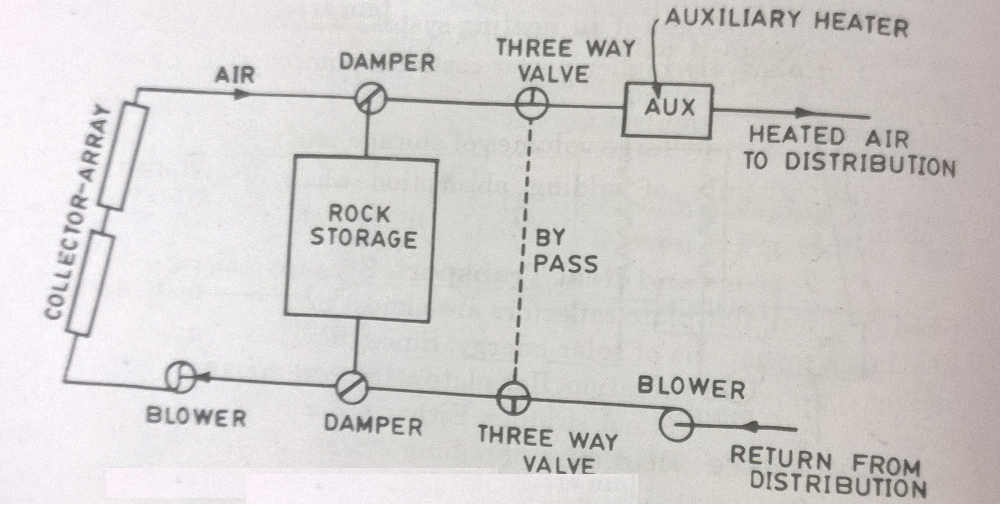 AUXILIARY HEATER
THREE WAY
VALVE
DAMPER
AIR
AUX
HEATED AIR
TO DISTRIBUTION
COLLECTOR-ARRAY
ROCK
STORAGE
BY
PASS
BLOWER
BLOWER
DAMPER
THREE WAY
VALVE
RETURN FROM
DISTRIBUTION